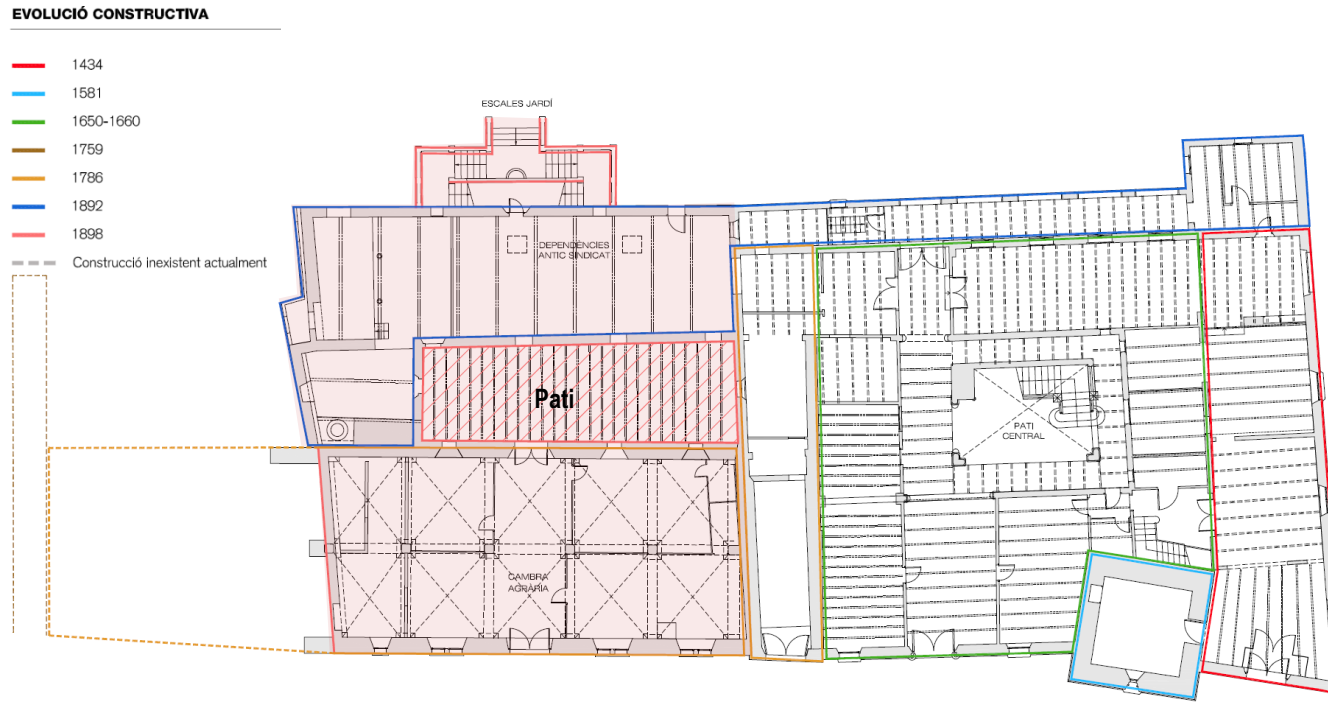 EVOLUCIÓ CONSTRUCTIVA
1434
1581
1650-1660
1759
1786
1892
1898
Construcció inexistent actualment
ESCALES JARDÍ
DEPENDÈNCIES
ANTIC SINDICAT
Pati
PATI
CENTRAL
CAMBRA
AGRÀRIA